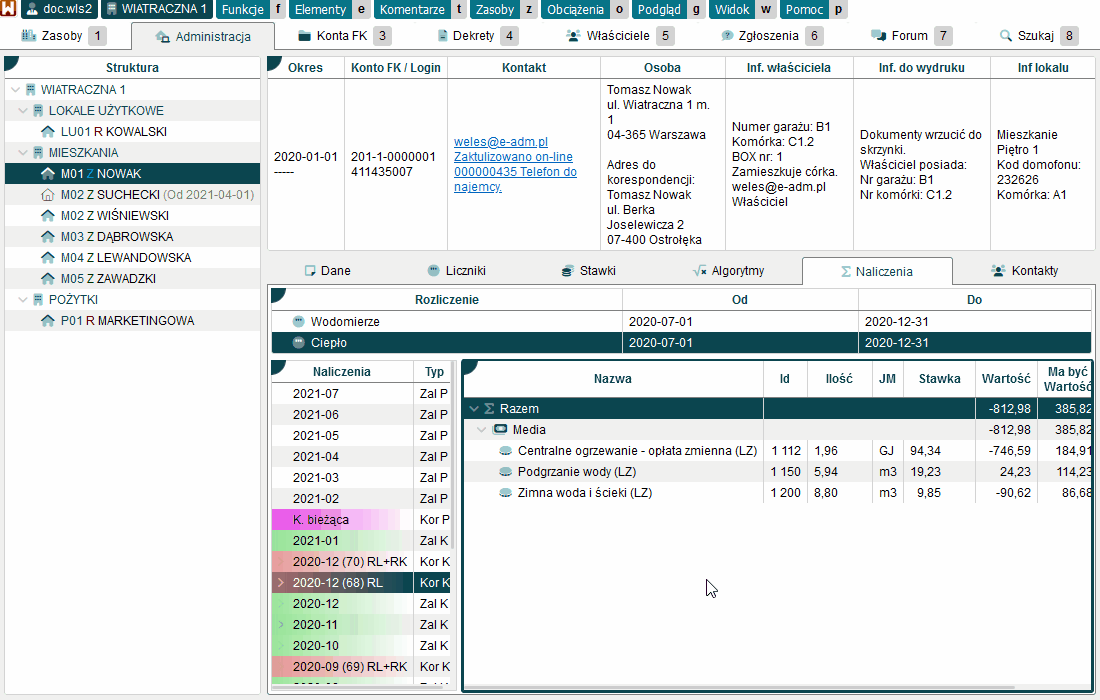 doc.wls2 WIATRACZNA 1 Funkcje f Elementy e Komentarze t Zasoby z Obciążenia o Podgląd g Widok w Pomoc p
Zasoby 1 Administracja Konta FK 3 Dekrety 4 Właściciele 5 Zgłoszenia 6 Forum 7 Szukaj 8
Struktura
WIATRACZNA 1
LOKALE UŻYTKOWE
LU01 R KOWALSKI
MIESZKANIA
M01 Z NOWAK
M02 Z SUCHECKI (Od 2021-04-01)
M02 Z WIŚNIEWSKI
M03 Z DĄBROWSKA
M04 Z LEWANDOWSKA
M05 Z ZAWADZKI
POŻYTKI
P01 R MARKETINGOWA
Okres Konto FK / Login Kontakt Osoba Inf. właściciela Inf. do wydruku Inf lokalu
2020-01-01
-----
201-1-0000001
411435007
weles@e-adm.pl
Zaktulizowano on-line
000000435 Telefon do
najemcy.
Tomasz Nowak
ul. Wiatraczna 1 m.
1
04-365 Warszawa
Adres do
korespondencji:
Tomasz Nowak
ul. Berka
Joselewicza 2
07-400 Ostrołęka
Numer garażu: B1
Komórka: C1.2
BOX nr: 1
Zamieszkuje córka.
weles@e-adm.pl
Właściciel
Dokumenty wrzucić do
skrzynki.
Właściciel posiada:
Nr garażu: B1
Nr komórki: C1.2
Mieszkanie
Piętro 1
Kod domofonu:
232626
Komórka: A1
Dane Liczniki Stawki Algorytmy Naliczenia Kontakty
Rozliczenie Od Do
Wodomierze 2020-07-01 2020-12-31
Ciepło 2020-07-01 2020-12-31
Naliczenia Typ
2021-07 Zal P
2021-06 Zal P
2021-05 Zal P
2021-04 Zal P
2021-03 Zal P
2021-02 Zal P
K. bieżąca Kor P
2021-01 Zal K
2020-12 (70) RL+RK Kor K
2020-12 (68) RL Kor K
2020-12 Zal K
2020-11 Zal K
2020-10 Zal K
2020-09 (69) RL+RK Kor K
Nazwa Id Ilość JM Stawka Wartość Ma być
Wartość
Razem -812,98 385,82
Media -812,98 385,82
Centralne ogrzewanie - opłata zmienna (LZ) 1 112 1,96 GJ 94,34 -746,59 184,91
Podgrzanie wody (LZ) 1 150 5,94 m3 19,23 24,23 114,23
Zimna woda i ścieki (LZ) 1 200 8,80 m3 9,85 -90,62 86,68